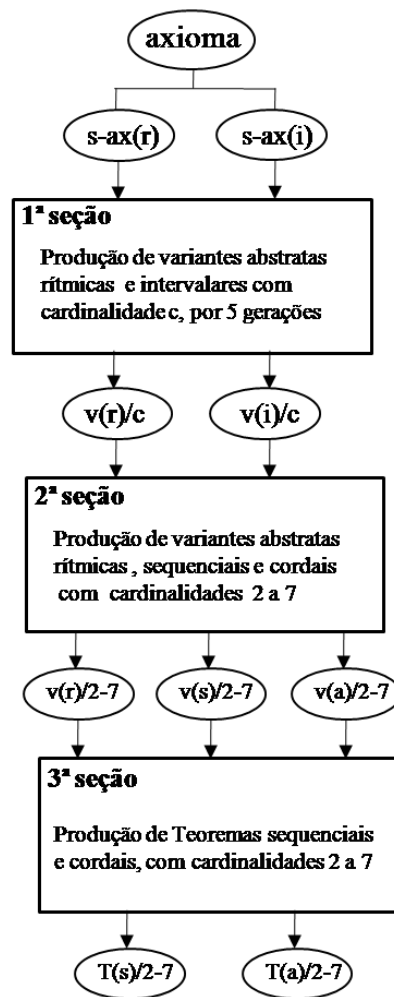 axioma
s-ax(r) s-ax(i)
1ª seção
Produção de variantes abstratas
rítmicas e intervalares com
cardinalidade c, por 5 gerações
v(r)/c v(i)/c
2ª seção
Produção de variantes abstratas
rítmicas , sequenciais e cordais
com cardinalidades 2 a 7
v(r)/2-7 v(s)/2-7 v(a)/2-7
3ª seção
Produção de Teoremas sequenciais
e cordais, com cardinalidades 2 a 7
T(s)/2-7 T(a)/2-7